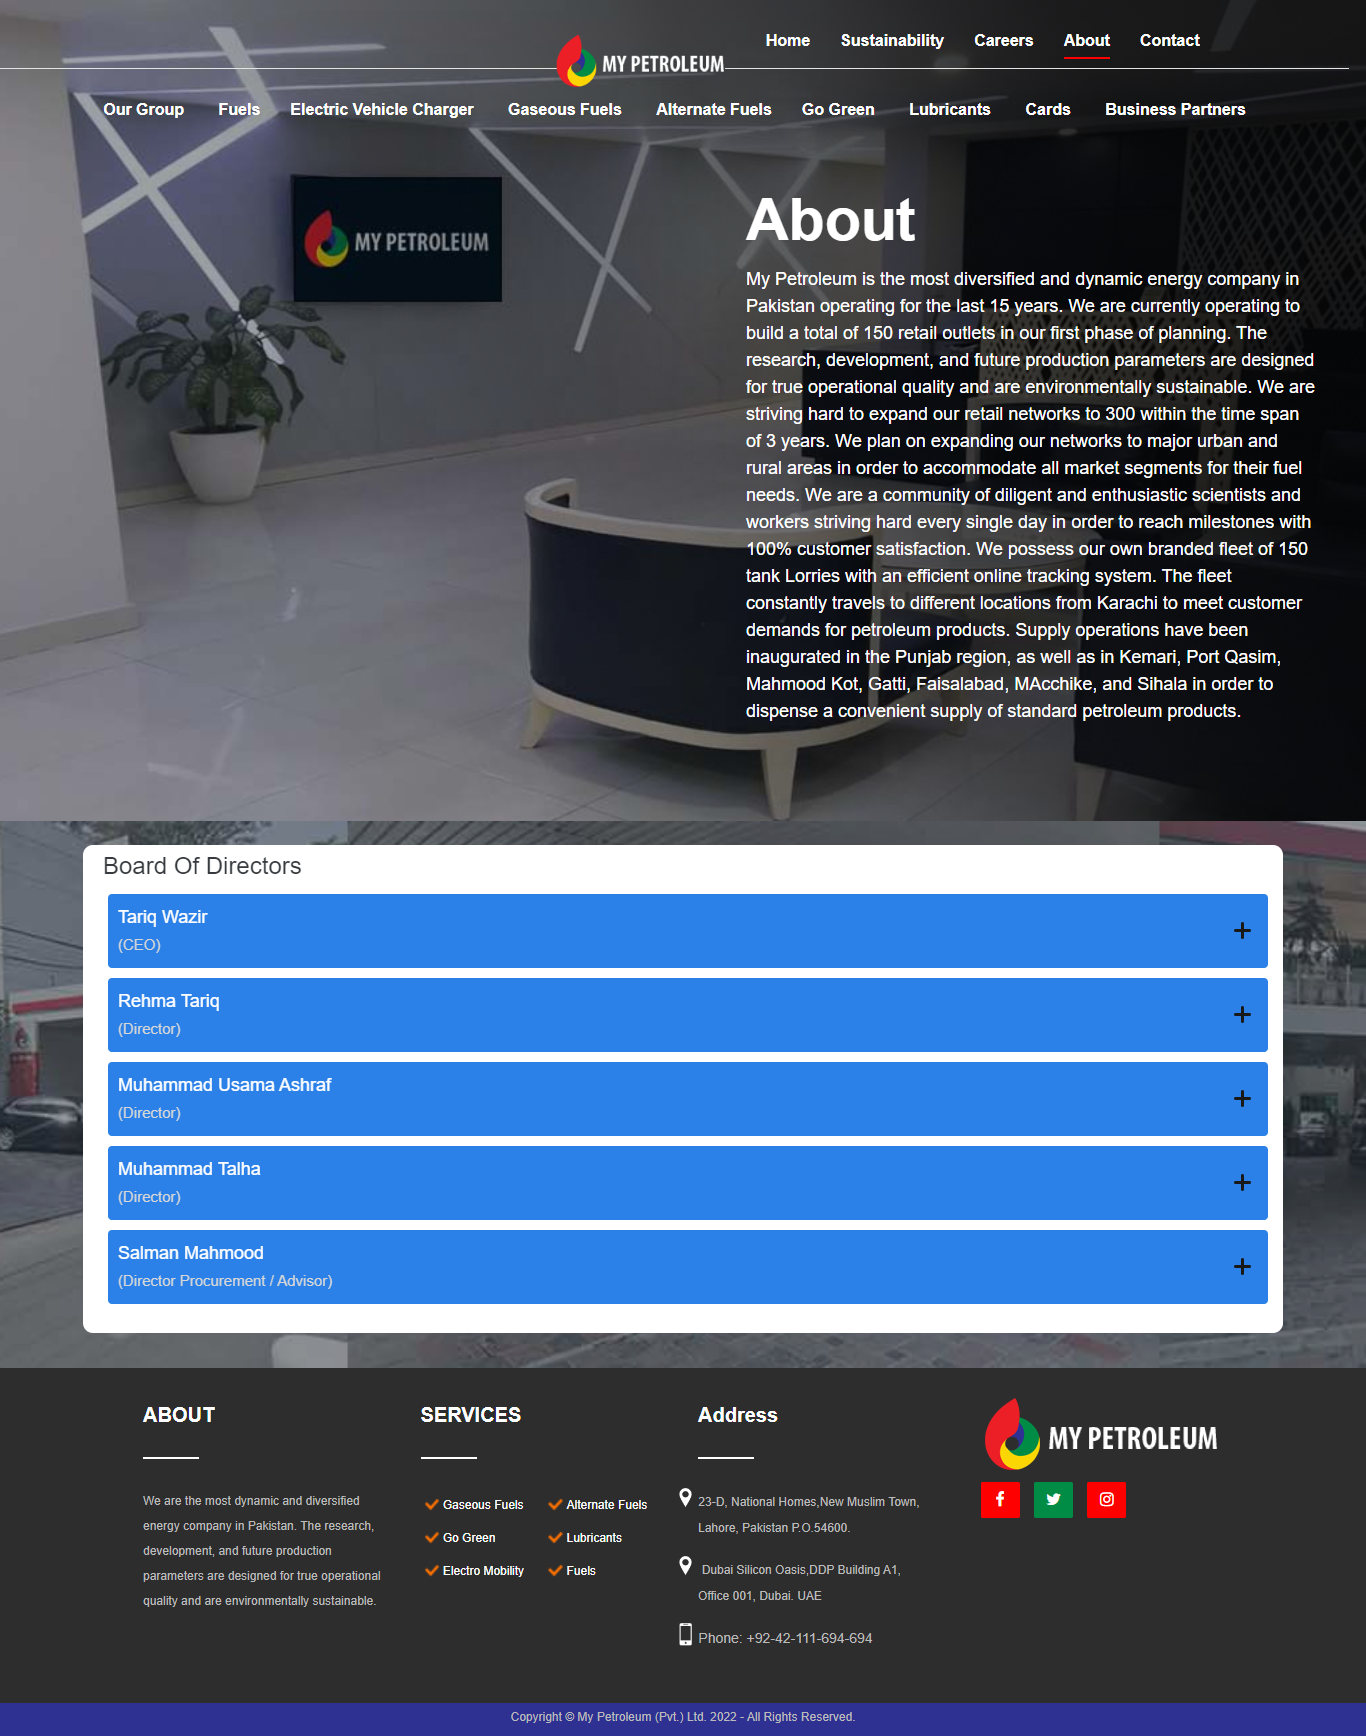 Home Sustainability Careers About Contact
MY PETROLEUM
Our Group Fuels Electric Vehicle Charger Gaseous Fuels Alternate Fuels Go Green Lubricants Cards Business Partners
MY PETROLEUM
About
My Petroleum is the most diversified and dynamic energy company in
Pakistan operating for the last 15 years. We are currently operating to
build a total of 150 retail outlets in our first phase of planning. The
research, development, and future production parameters are designed
for true operational quality and are environmentally sustainable. We are
striving hard to expand our retail networks to 300 within the time span
of 3 years. We plan on expanding our networks to major urban and
rural areas in order to accommodate all market segments for their fuel
needs. We are a community of diligent and enthusiastic scientists and
workers striving hard every single day in order to reach milestones with
100% customer satisfaction. We possess our own branded fleet of 150
tank Lorries with an efficient online tracking system. The fleet
constantly travels to different locations from Karachi to meet customer
demands for petroleum products. Supply operations have been
inaugurated in the Punjab region, as well as in Kemari, Port Qasim,
Mahmood Kot, Gatti, Faisalabad, MAcchike, and Sihala in order to
dispense a convenient supply of standard petroleum products.
Board Of Directors
Tariq Wazir
(CEO)
Rehma Tariq
(Director)
Muhammad Usama Ashraf
(Director)
Muhammad Talha
(Director)
Salman Mahmood
(Director Procurement / Advisor)
ABOUT
We are the most dynamic and diversified
energy company in Pakistan. The research,
development, and future production
parameters are designed for true operational
quality and are environmentally sustainable.
SERVICES
Gaseous Fuels Alternate Fuels
Go Green Lubricants
Electro Mobility Fuels
Address
23-D, National Homes,New Muslim Town,
Lahore, Pakistan P.O.54600.
Dubai Silicon Oasis,DDP Building A1,
Office 001, Dubai. UAE
Phone: +92-42-111-694-694
MY PETROLEUM
Copyright © My Petroleum (Pvt.) Ltd. 2022 - All Rights Reserved.